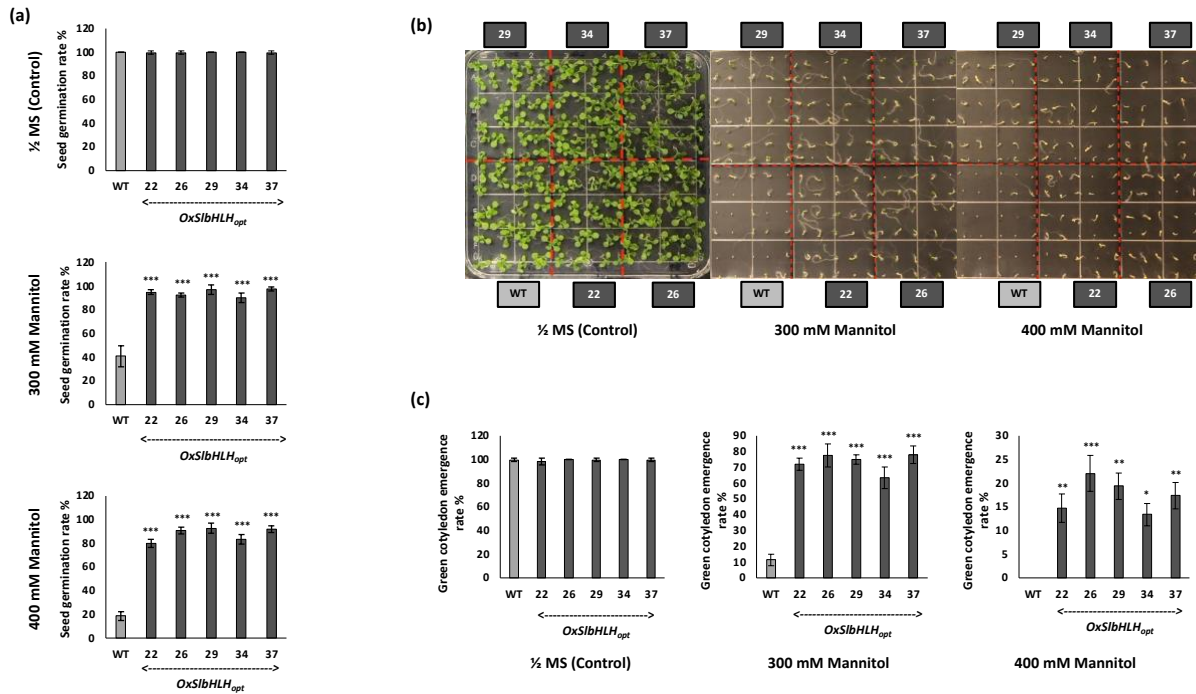 (a)
½ MS (Control)
Seed germination rate %
120
100
80
60
40
20
0
WT 22 26 29 34 37
<----------------------------->
OxSlbHLHopt
300 mM Mannitol
Seed germination rate %
120
100
80
60
40
20
0
*** *** *** *** ***
WT 22 26 29 34 37
<----------------------------->
OxSlbHLHopt
400 mM Mannitol
Seed germination rate %
120
100
80
60
40
20
0
*** *** *** *** ***
WT 22 26 29 34 37
<----------------------------->
OxSlbHLHopt
(b)
29 34 37 29 34 37 29 34 37
WT 22 26 WT 22 26 WT 22 26
½ MS (Control) 300 mM Mannitol 400 mM Mannitol
(c)
Green cotyledon emergence
rate %
120
100
80
60
40
20
0
WT 22 26 29 34 37
<------------------------->
OxSlbHLHopt
½ MS (Control)
Green cotyledon emergence
rate %
90
80
70
60
50
40
30
20
10
0
*** *** *** *** ***
WT 22 26 29 34 37
<------------------------->
OxSlbHLHopt
300 mM Mannitol
Green cotyledon emergence
rate %
30
25
20
15
10
5
0
** *** ** * **
WT 22 26 29 34 37
<------------------------->
OxSlbHLHopt
400 mM Mannitol